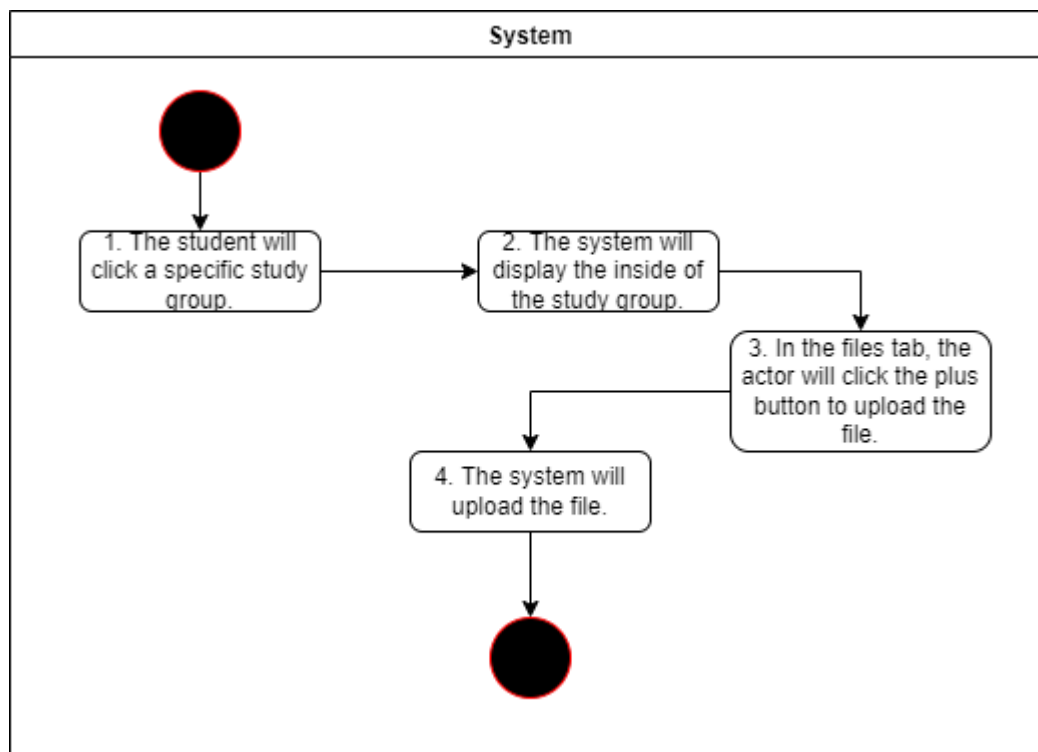 System
1. The student will
click a specific study
group.
2. The system will
display the inside of
the study group.
3. In the files tab, the
actor will click the plus
button to upload the
file.
4. The system will
upload the file.